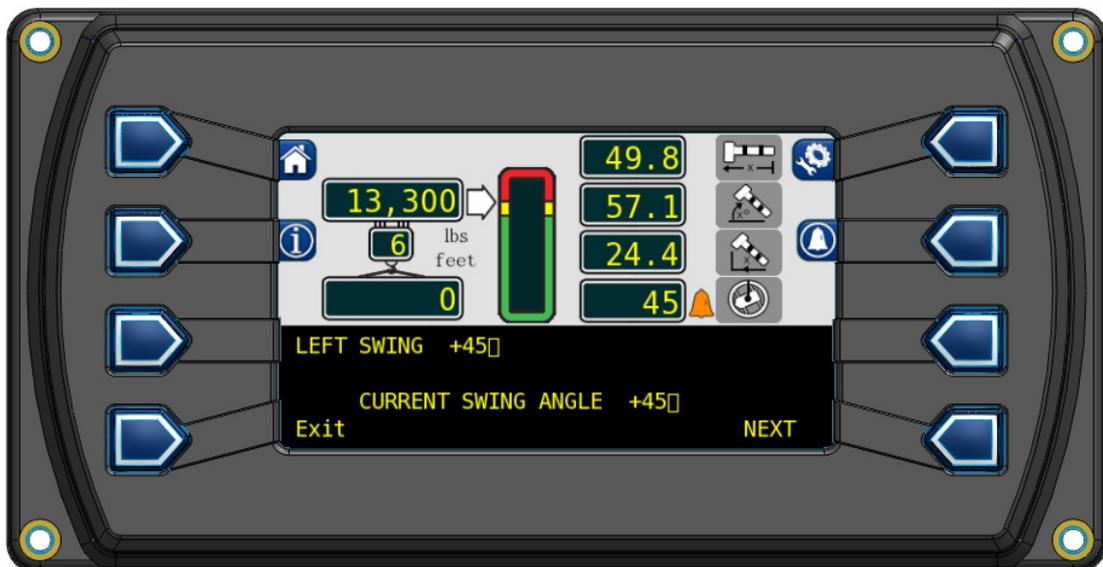 49.8
13,300
57.1
6
lbs
feet
24.4
0
45
LEFT SWING +45▯
CURRENT SWING ANGLE +45▯
Exit NEXT